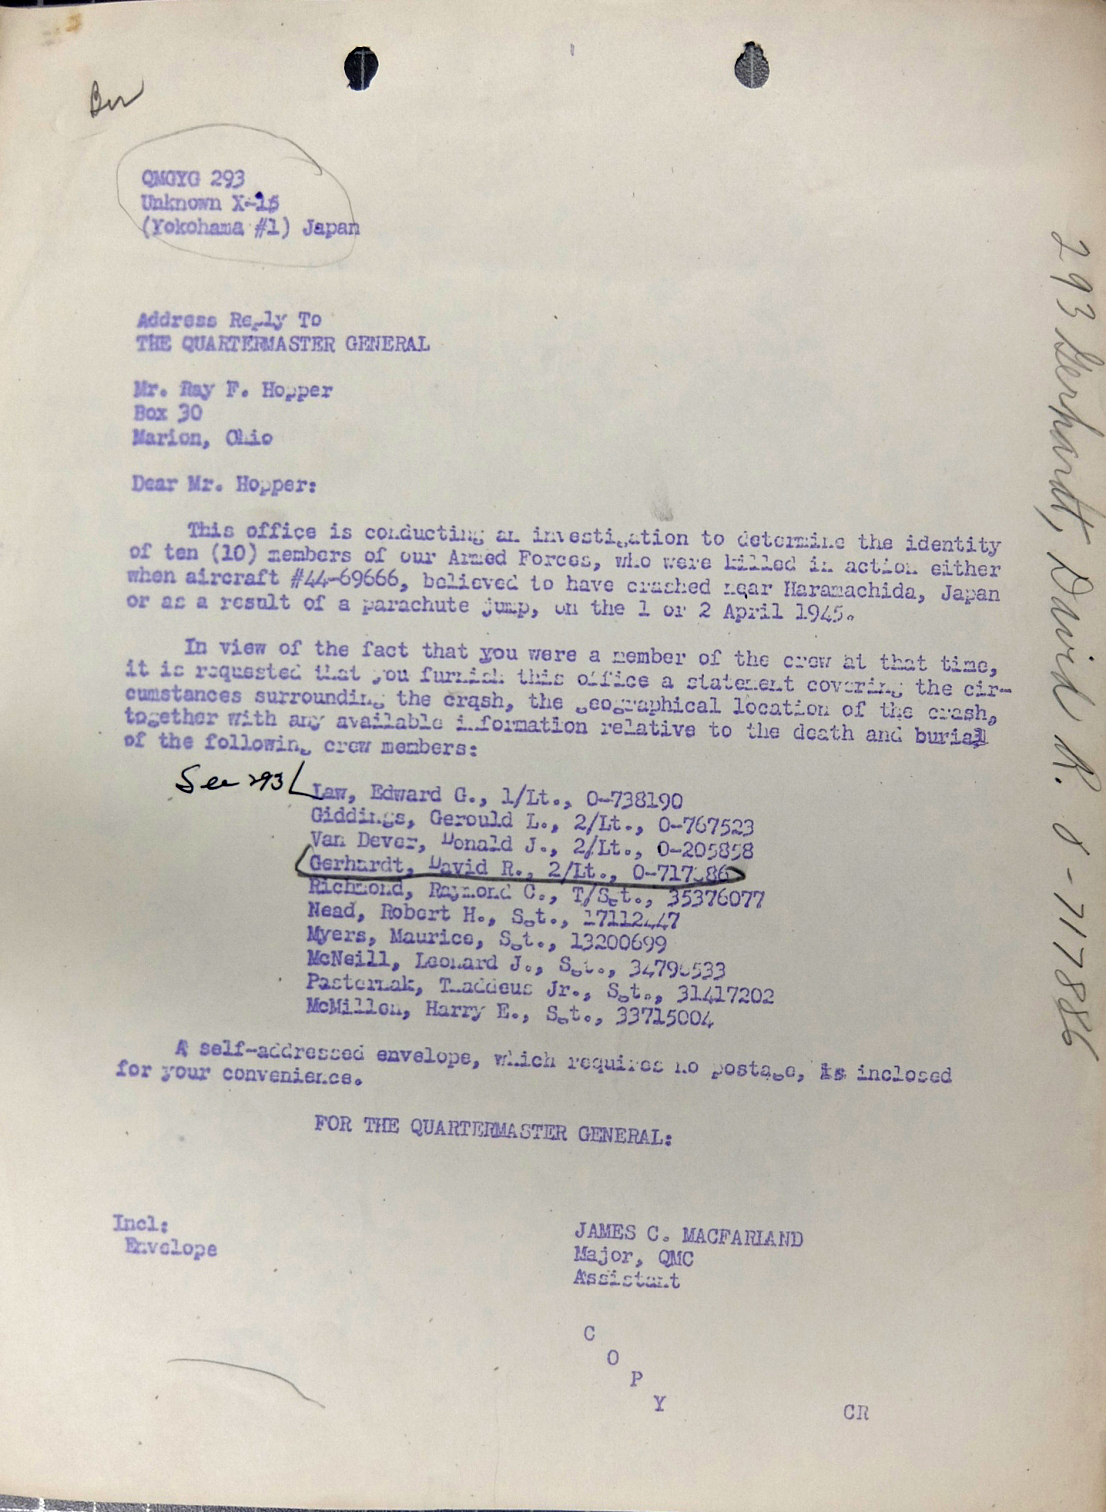 QMGYG 293
Unknown X-15
(Yokohama #1) Japan
Address Reply To
THE QUARTERMASTER GENERAL
Mr. Ray F. Hopper
Box 30
Marion, Ohio
Dear Mr. Hopper:
This office is conducting an investigation to determine the identity
of ten (10) members of our Armed Forces, who were killed in action either
when aircraft #44-69666, believed to have crashed near Haramachida, Japan
or as a result of a parachute jump, on the 1 or 2 April 1945.
In view of the fact that you were a member of the crew at that time,
it is requested that you furnish this office a statement covering the cir-
cumstances surrounding the crash, the geographical location of the crash,
together with any available information relative to the death and burial
of the following crew members:
See 293
Law, Edward G., 1/Lt., O-738190
Giddings, Gerould L., 2/Lt., O-767523
Van Dever, Donald J., 2/Lt., O-205858
Gerhardt, David R., 2/Lt., O-717886
Richmond, Raymond C., T/Sgt., 35376077
Nead, Robert H., Sgt., 17112447
Myers, Maurice, Sgt., 13200699
McNeill, Leonard J., Sgt.,
Pasternak, Thaddeus Jr., Sgt., 31417202
McMillen, Harry E., Sgt., 33715004
A self-addressed envelope, which requires no postage, is inclosed
for your convenience.
FOR THE QUARTERMASTER GENERAL:
Incl:
Envelope
JAMES C. MACFARLAND
Major, QMC
Assistant
C
O
P
Y
CR
293 Gerhardt, David R. O-717886